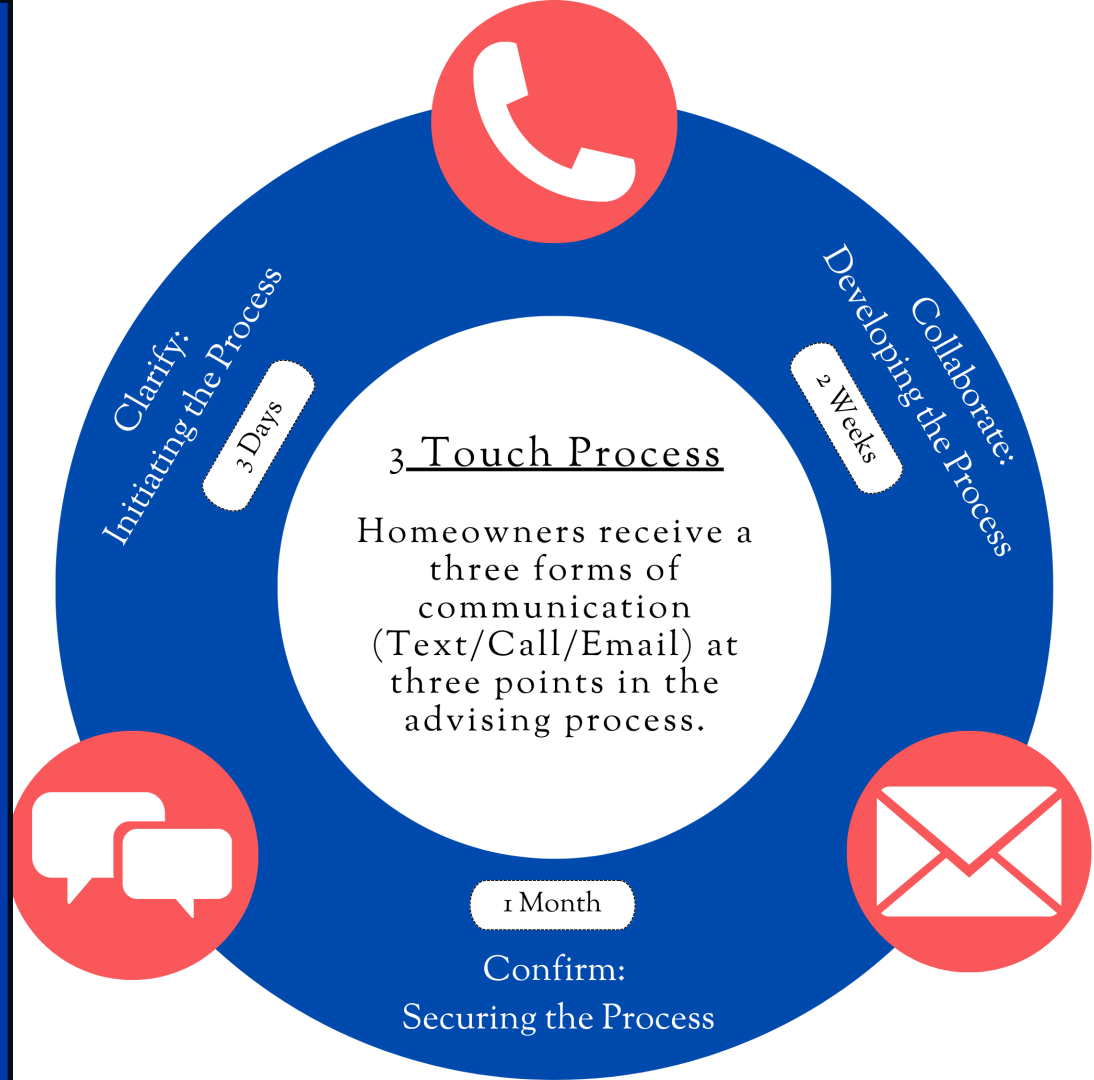 3 Touch Process
Homeowners receive a
three forms of
communication
(Text/Call/Email) at
three points in the
advising process.
Clarify:
Initiating the Process
3 Days
Collaborate:
Developing the Process
2 Weeks
1 Month
Confirm:
Securing the Process